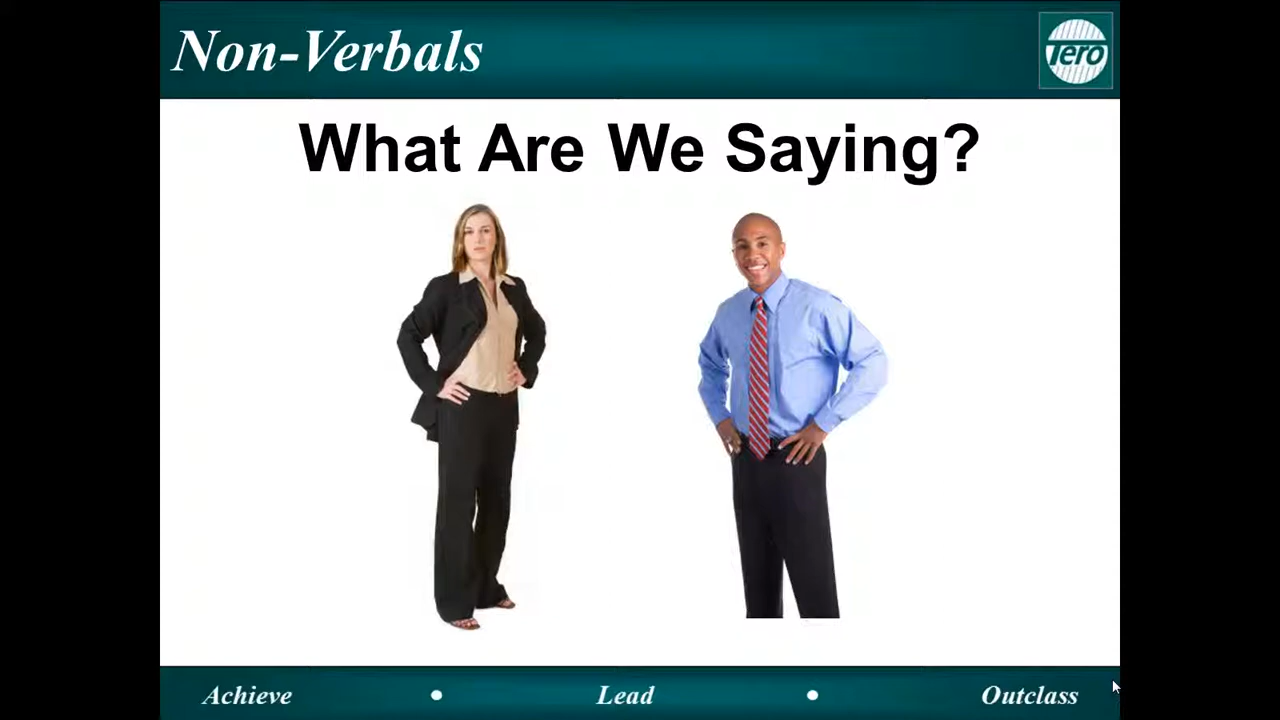 Non-Verbals
Tero
What Are We Saying?
Achieve • Lead • Outclass